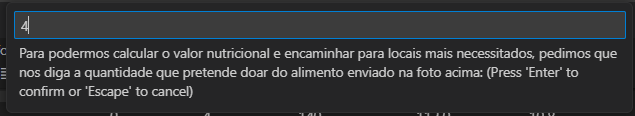 4
Para podermos calcular o valor nutricional e encaminhar para locais mais necessitados, pedimos que
nos diga a quantidade que pretende doar do alimento enviado na foto acima: (Press 'Enter' to
confirm or 'Escape' to cancel)